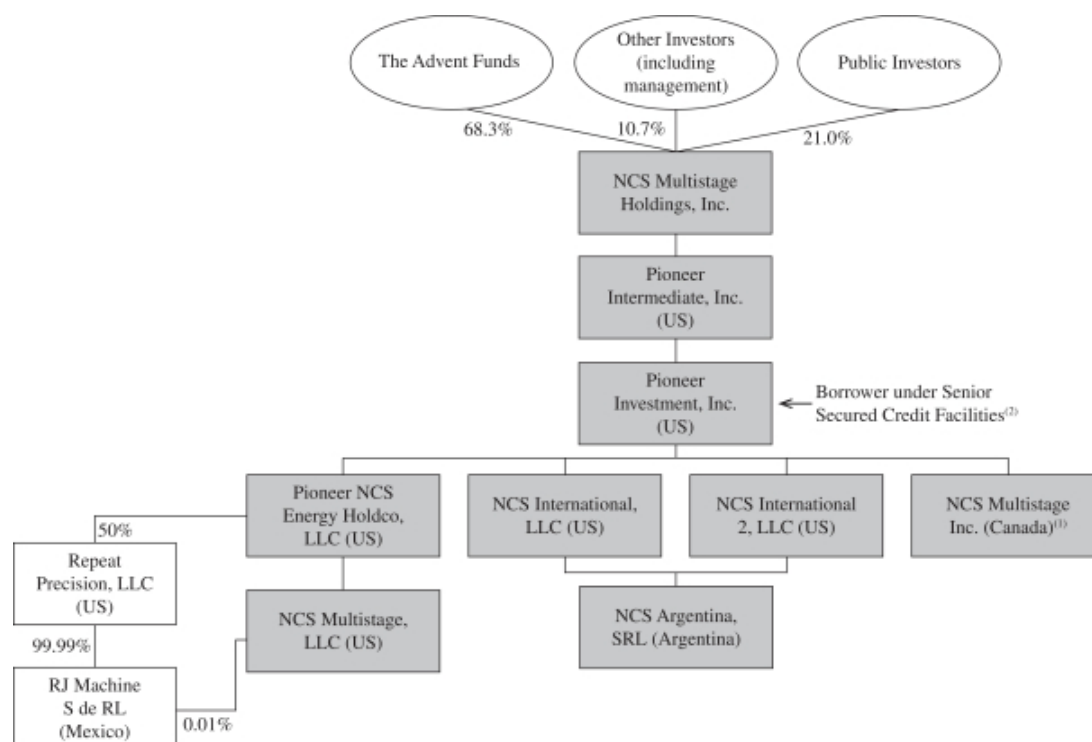 The Advent Funds
Other Investors
(including
management)
Public Investors
68.3%
10.7%
21.0%
NCS Multistage
Holdings, Inc.
Pioneer
Intermediate, Inc.
(US)
Pioneer
Investment, Inc.
(US)
Borrower under Senior
Secured Credit Facilities(2)
Pioneer NCS
Energy Holdco,
LLC (US)
NCS International,
LLC (US)
NCS International
2, LLC (US)
NCS Multistage
Inc. (Canada)(1)
50%
Repeat
Precision, LLC
(US)
NCS Multistage,
LLC (US)
NCS Argentina,
SRL (Argentina)
99.99%
RJ Machine
S de RL
(Mexico)
0.01%